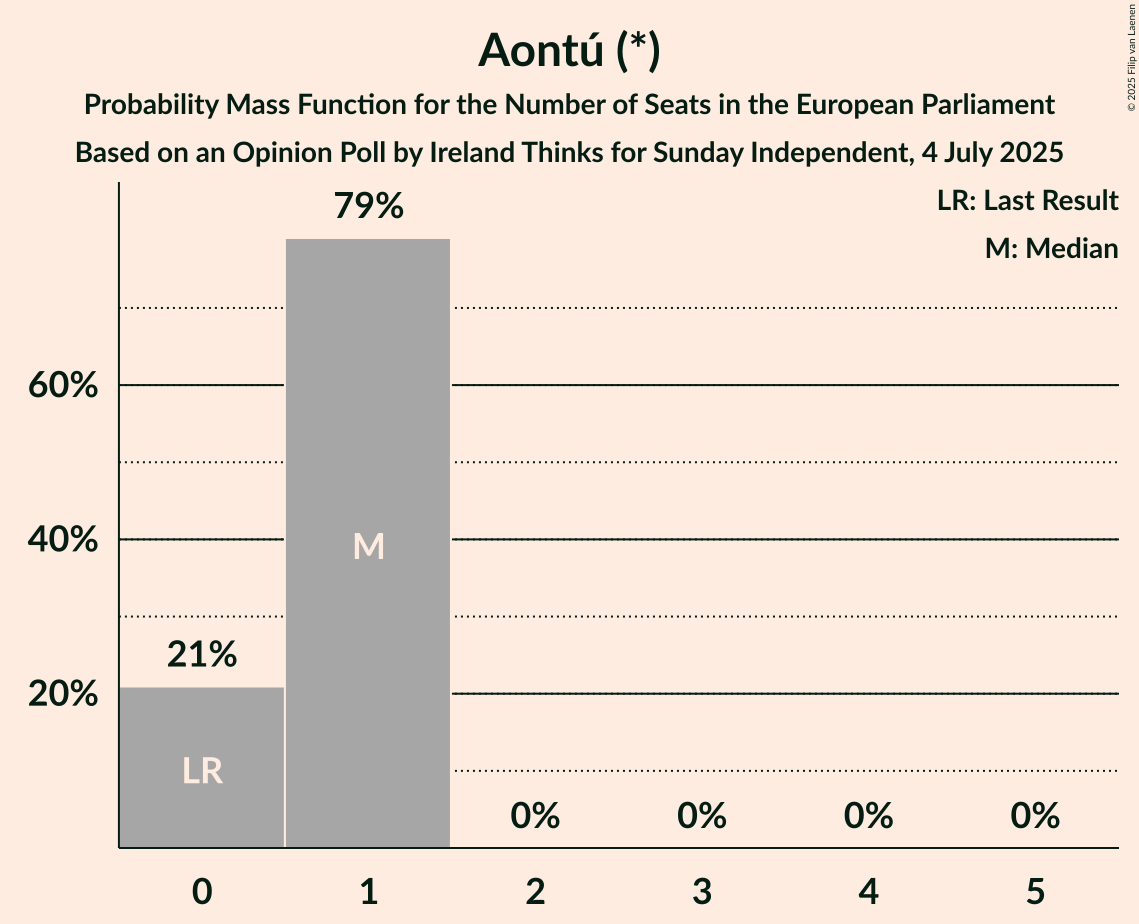 Aontú (*)
Probability Mass Function for the Number of Seats in the European Parliament
Based on an Opinion Poll by Ireland Thinks for Sunday Independent, 4 July 2025
© 2025 Filip van Laenen
LR: Last Result
M: Median
79%
60%
40%
M
21%
20%
LR
0% 0% 0% 0%
0 1 2 3 4 5